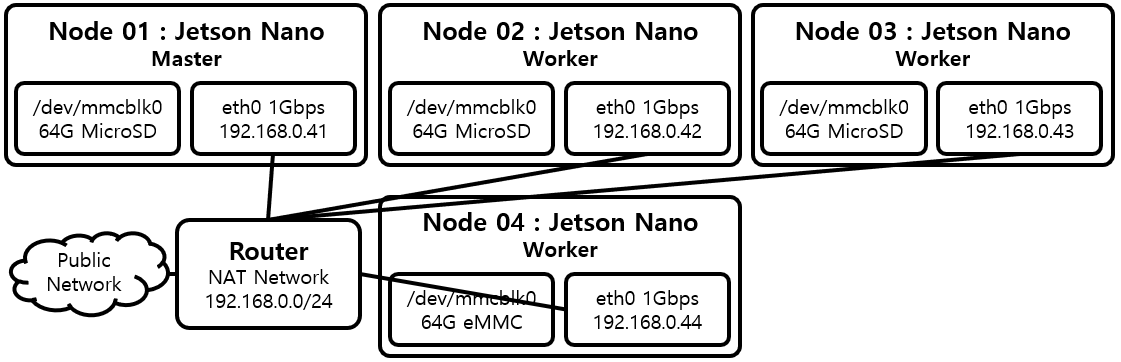 Node 01 : Jetson Nano
Master
/dev/mmcblk0
64G MicroSD
eth0 1Gbps
192.168.0.41
Node 02 : Jetson Nano
Worker
/dev/mmcblk0
64G MicroSD
eth0 1Gbps
192.168.0.42
Node 03 : Jetson Nano
Worker
/dev/mmcblk0
64G MicroSD
eth0 1Gbps
192.168.0.43
Public
Network
Router
NAT Network
192.168.0.0/24
Node 04 : Jetson Nano
Worker
/dev/mmcblk0
64G eMMC
eth0 1Gbps
192.168.0.44